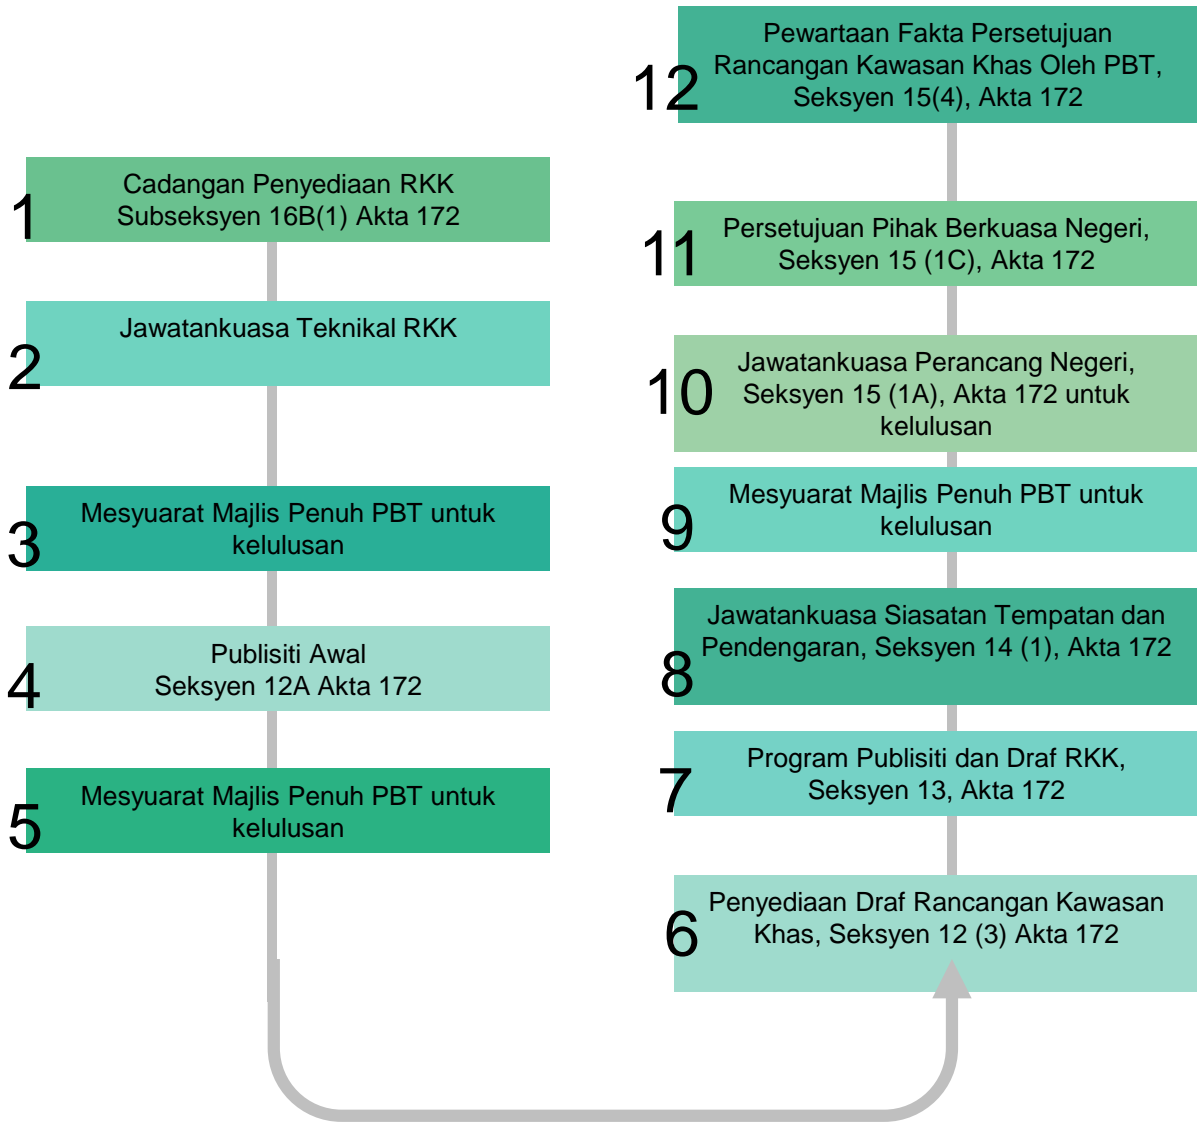 1
Cadangan Penyediaan RKK
Subseksyen 16B(1) Akta 172
2
Jawatankuasa Teknikal RKK
3
Mesyuarat Majlis Penuh PBT untuk
kelulusan
4
Publisiti Awal
Seksyen 12A Akta 172
5
Mesyuarat Majlis Penuh PBT untuk
kelulusan
6
Penyediaan Draf Rancangan Kawasan
Khas, Seksyen 12 (3) Akta 172
7
Program Publisiti dan Draf RKK,
Seksyen 13, Akta 172
8
Jawatankuasa Siasatan Tempatan dan
Pendengaran, Seksyen 14 (1), Akta 172
9
Mesyuarat Majlis Penuh PBT untuk
kelulusan
10
Jawatankuasa Perancang Negeri,
Seksyen 15 (1A), Akta 172 untuk
kelulusan
11
Persetujuan Pihak Berkuasa Negeri,
Seksyen 15 (1C), Akta 172
12
Pewartaan Fakta Persetujuan
Rancangan Kawasan Khas Oleh PBT,
Seksyen 15(4), Akta 172